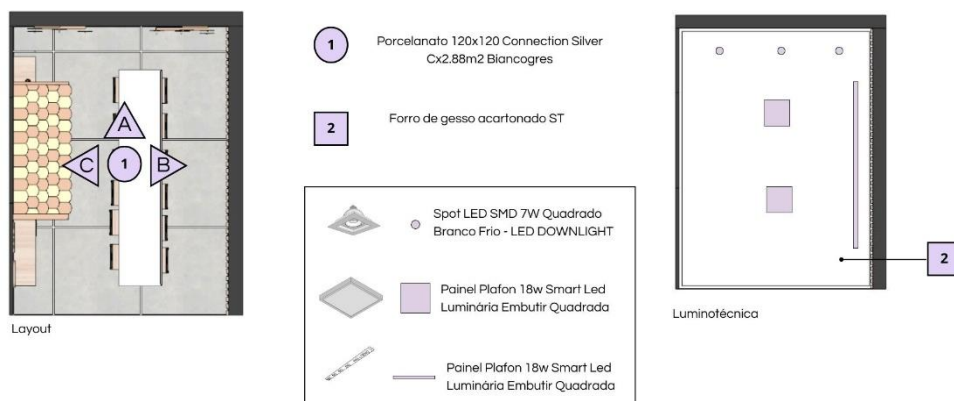 A
C
1
B
Layout
1
Porcelanato 120x120 Connection Silver
Cx2.88m2 Biancogres
2
Forro de gesso acartonado ST
Spot LED SMD 7W Quadrado
Branco Frio - LED DOWNLIGHT
Painel Plafon 18w Smart Led
Luminária Embutir Quadrada
Painel Plafon 18w Smart Led
Luminária Embutir Quadrada
2
Luminotécnica